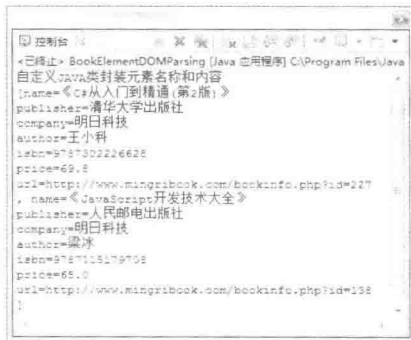 控制台
<已终止> BookElementDOMParsing [Java 应用程序] C:\Program Files\Java
自定义JAVA类封装元素名称和内容
[name=《C#从入门到精通(第2版)》
publisher=清华大学出版社
company=明日科技
author=王小科
isbn=9787302226628
price=69.8
url=http://www.mingribook.com/bookinfo.php?id=227
, name=《JavaScript开发技术大全》
publisher=人民邮电出版社
company=明日科技
author=梁冰
isbn=9787115179708
price=65.0
url=http://www.mingribook.com/bookinfo.php?id=138
]